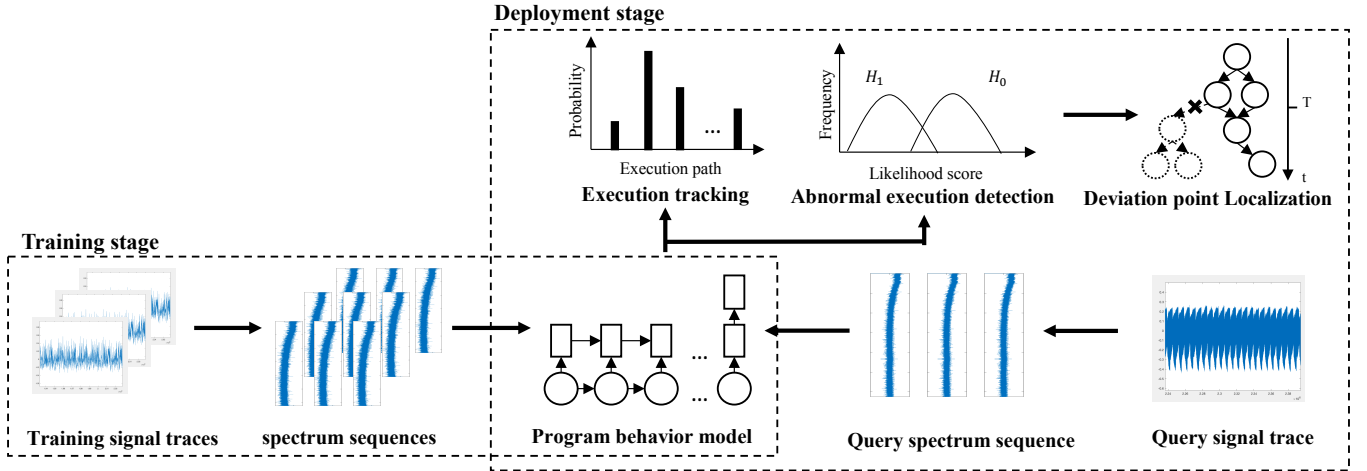 Deployment stage
Probability
...
Execution path
Execution tracking
Frequency
H₁
H₀
Likelihood score
Abnormal execution detection
T
t
Deviation point Localization
Training stage
Training signal traces
spectrum sequences
...
...
Program behavior model
Query spectrum sequence
Query signal trace